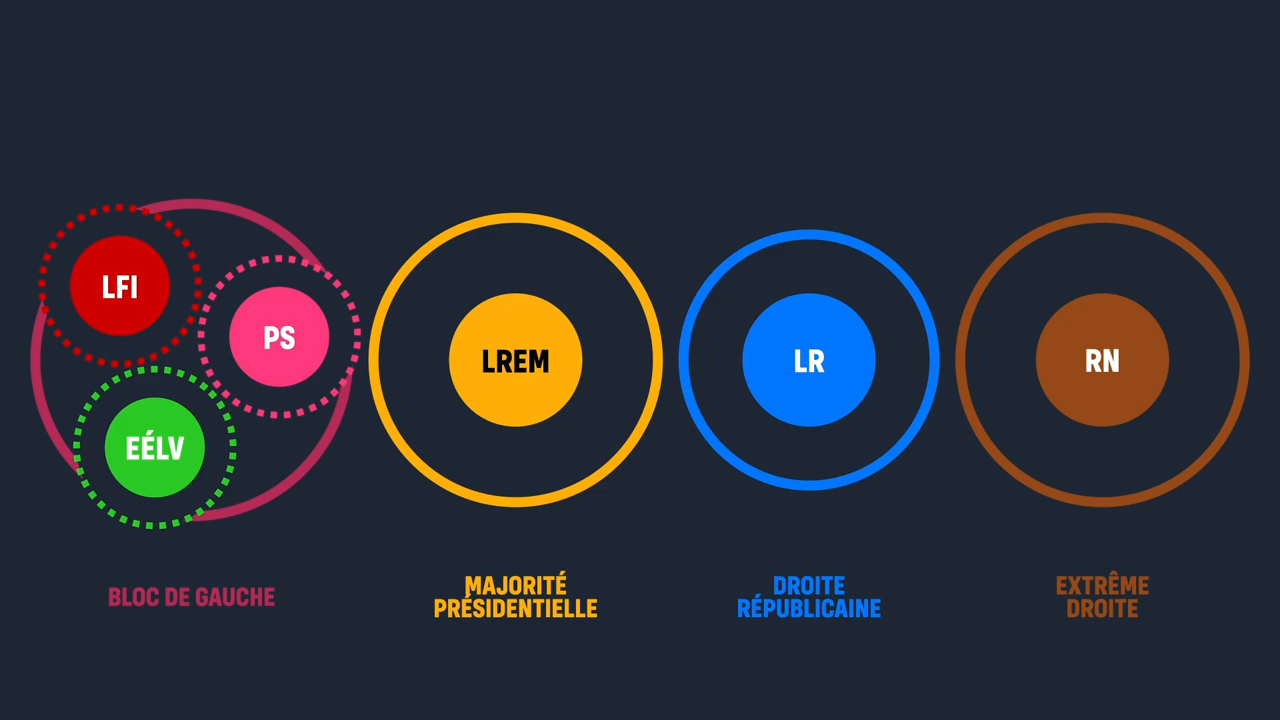 LFI
PS
EÉLV
LREM
LR
RN
BLOC DE GAUCHE
MAJORITÉ
PRÉSIDENTIELLE
DROITE
RÉPUBLICAINE
EXTRÊME
DROITE